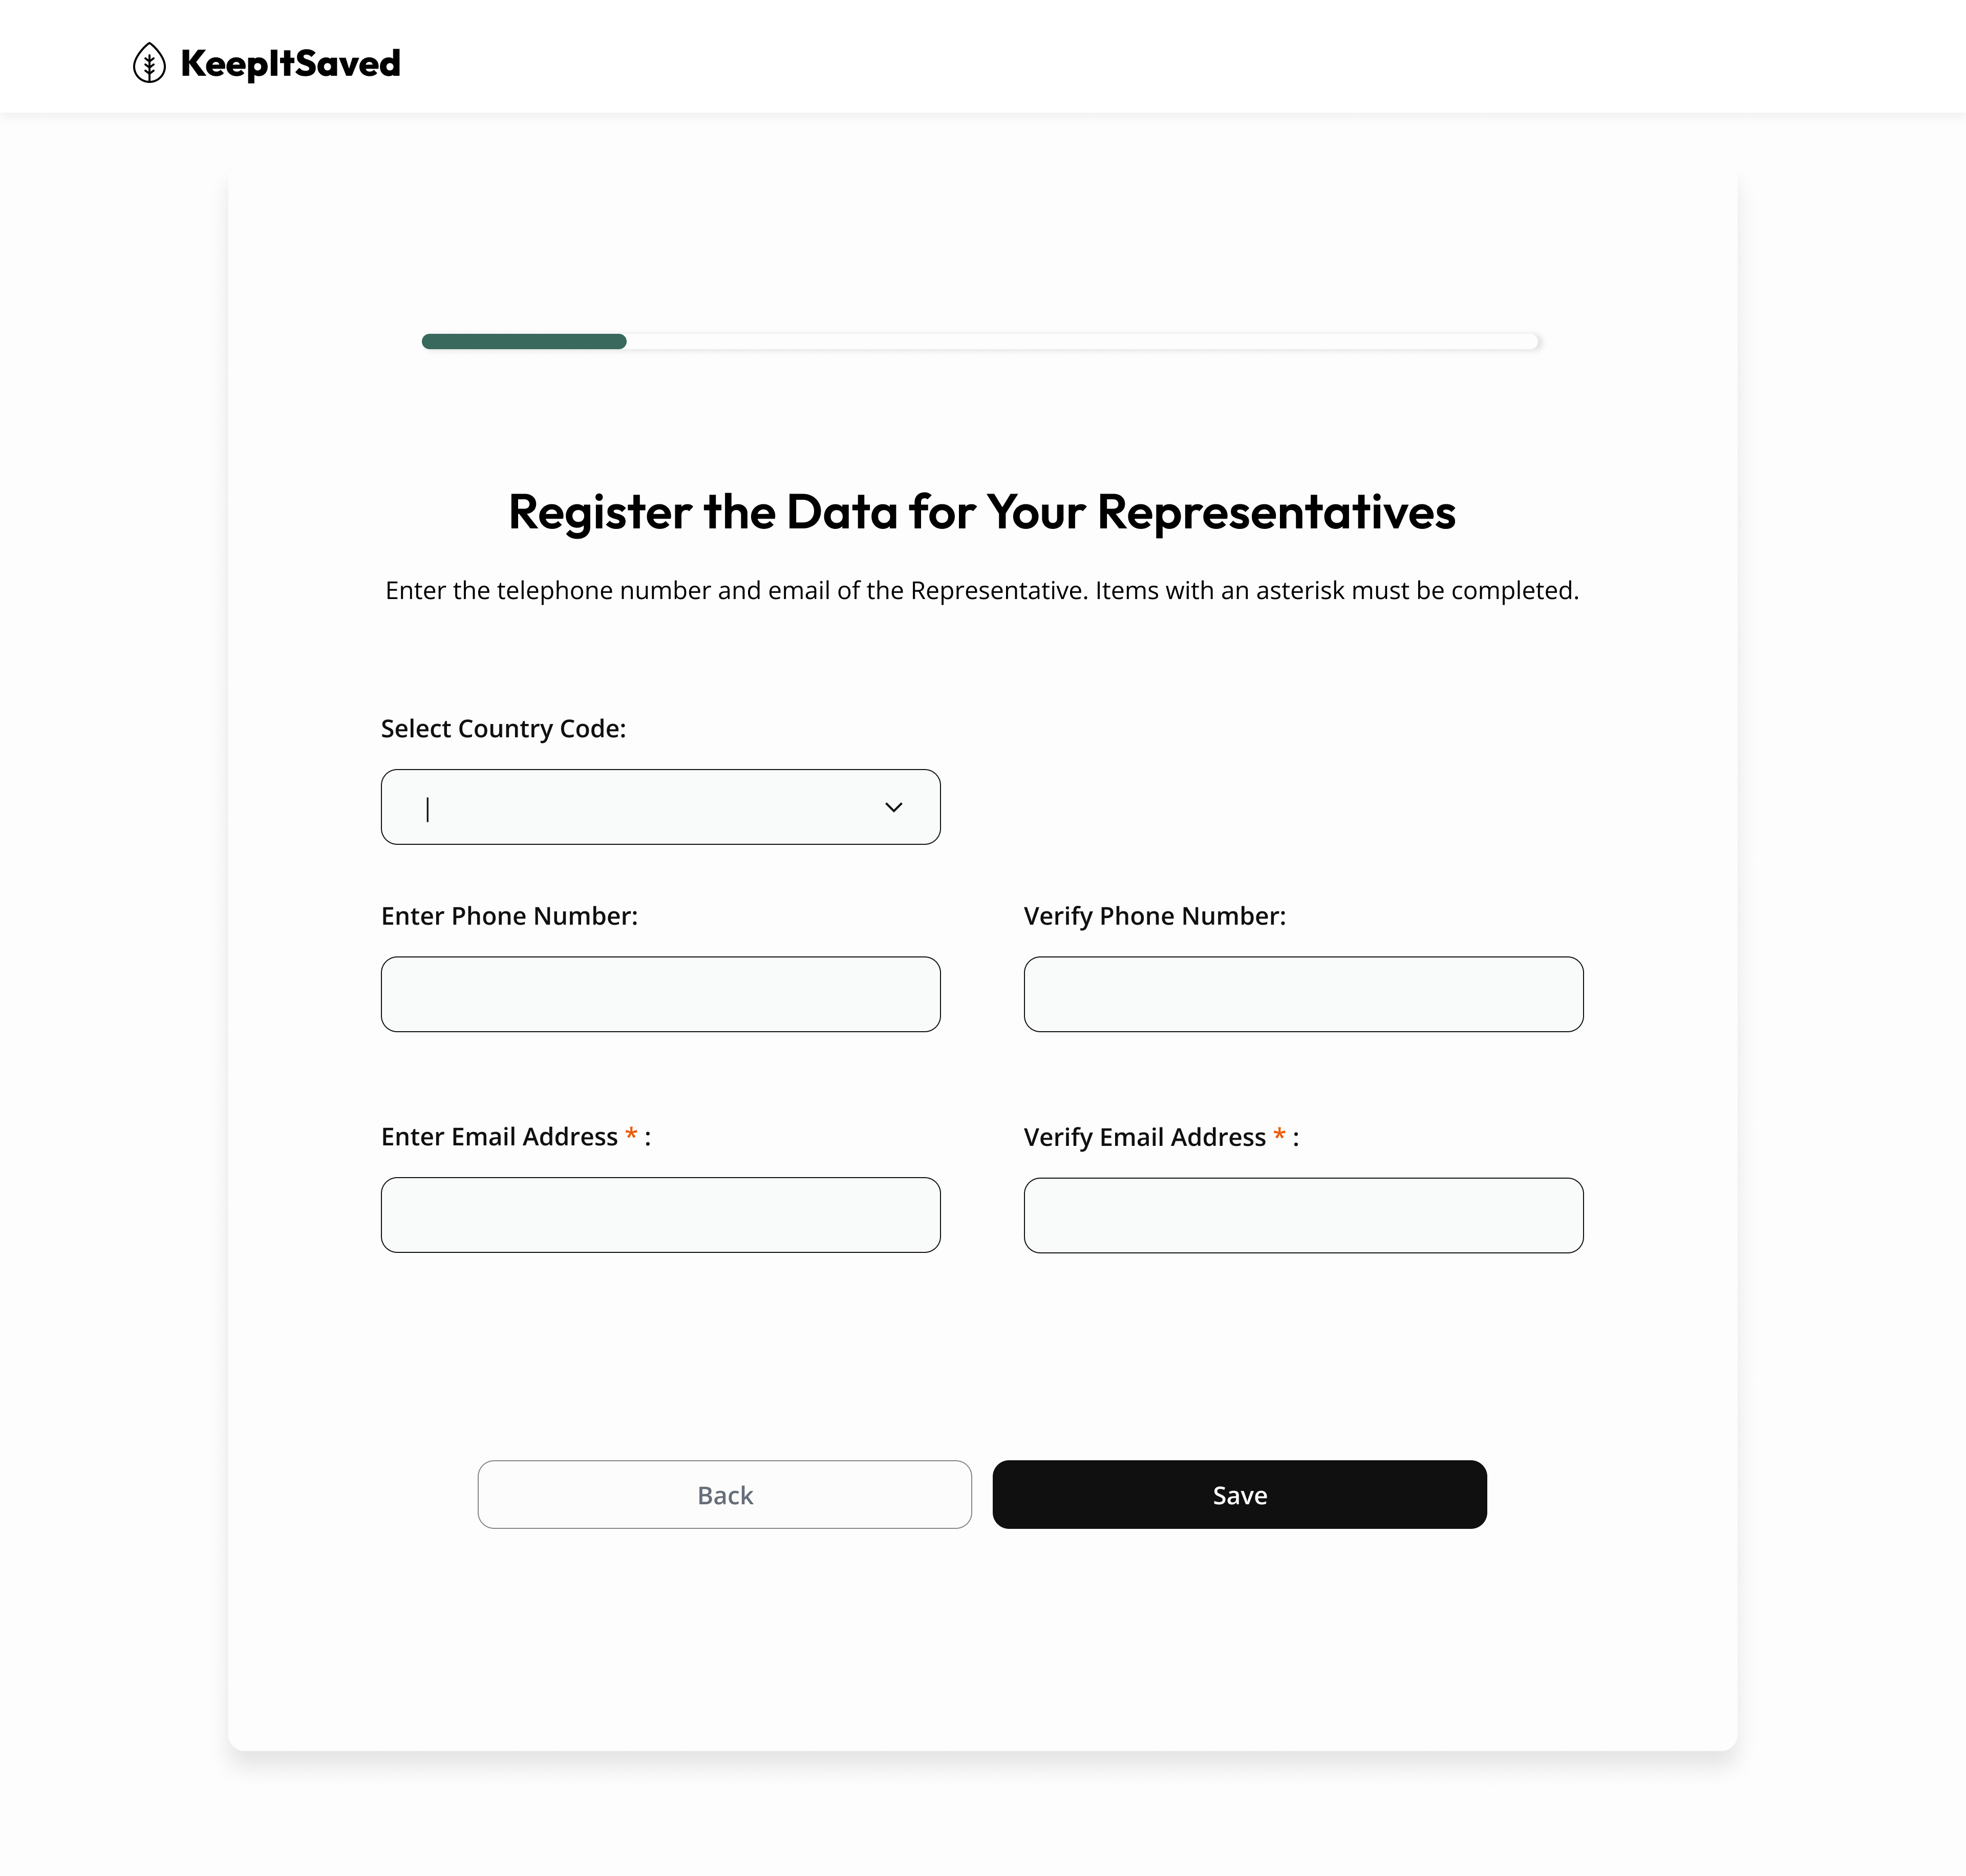 KeepItSaved
Register the Data for Your Representatives
Enter the telephone number and email of the Representative. Items with an asterisk must be completed.
Select Country Code:
Enter Phone Number:
Verify Phone Number:
Enter Email Address * :
Verify Email Address * :
Back
Save